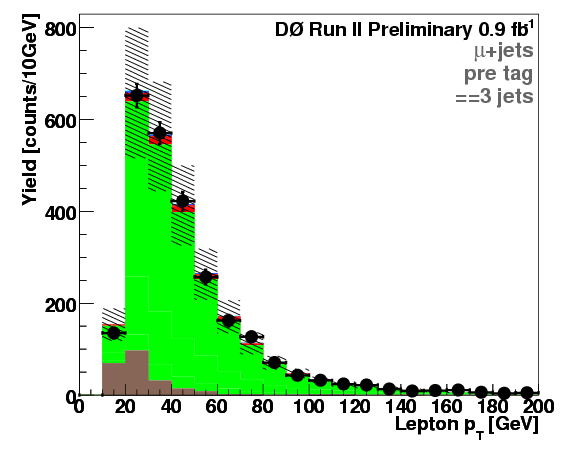 DØ Run II Preliminary 0.9 fb-1
μ+jets
pre tag
==3 jets
Yield [counts/10GeV]
800
600
400
200
0
0 20 40 60 80 100 120 140 160 180 200
Lepton pT [GeV]